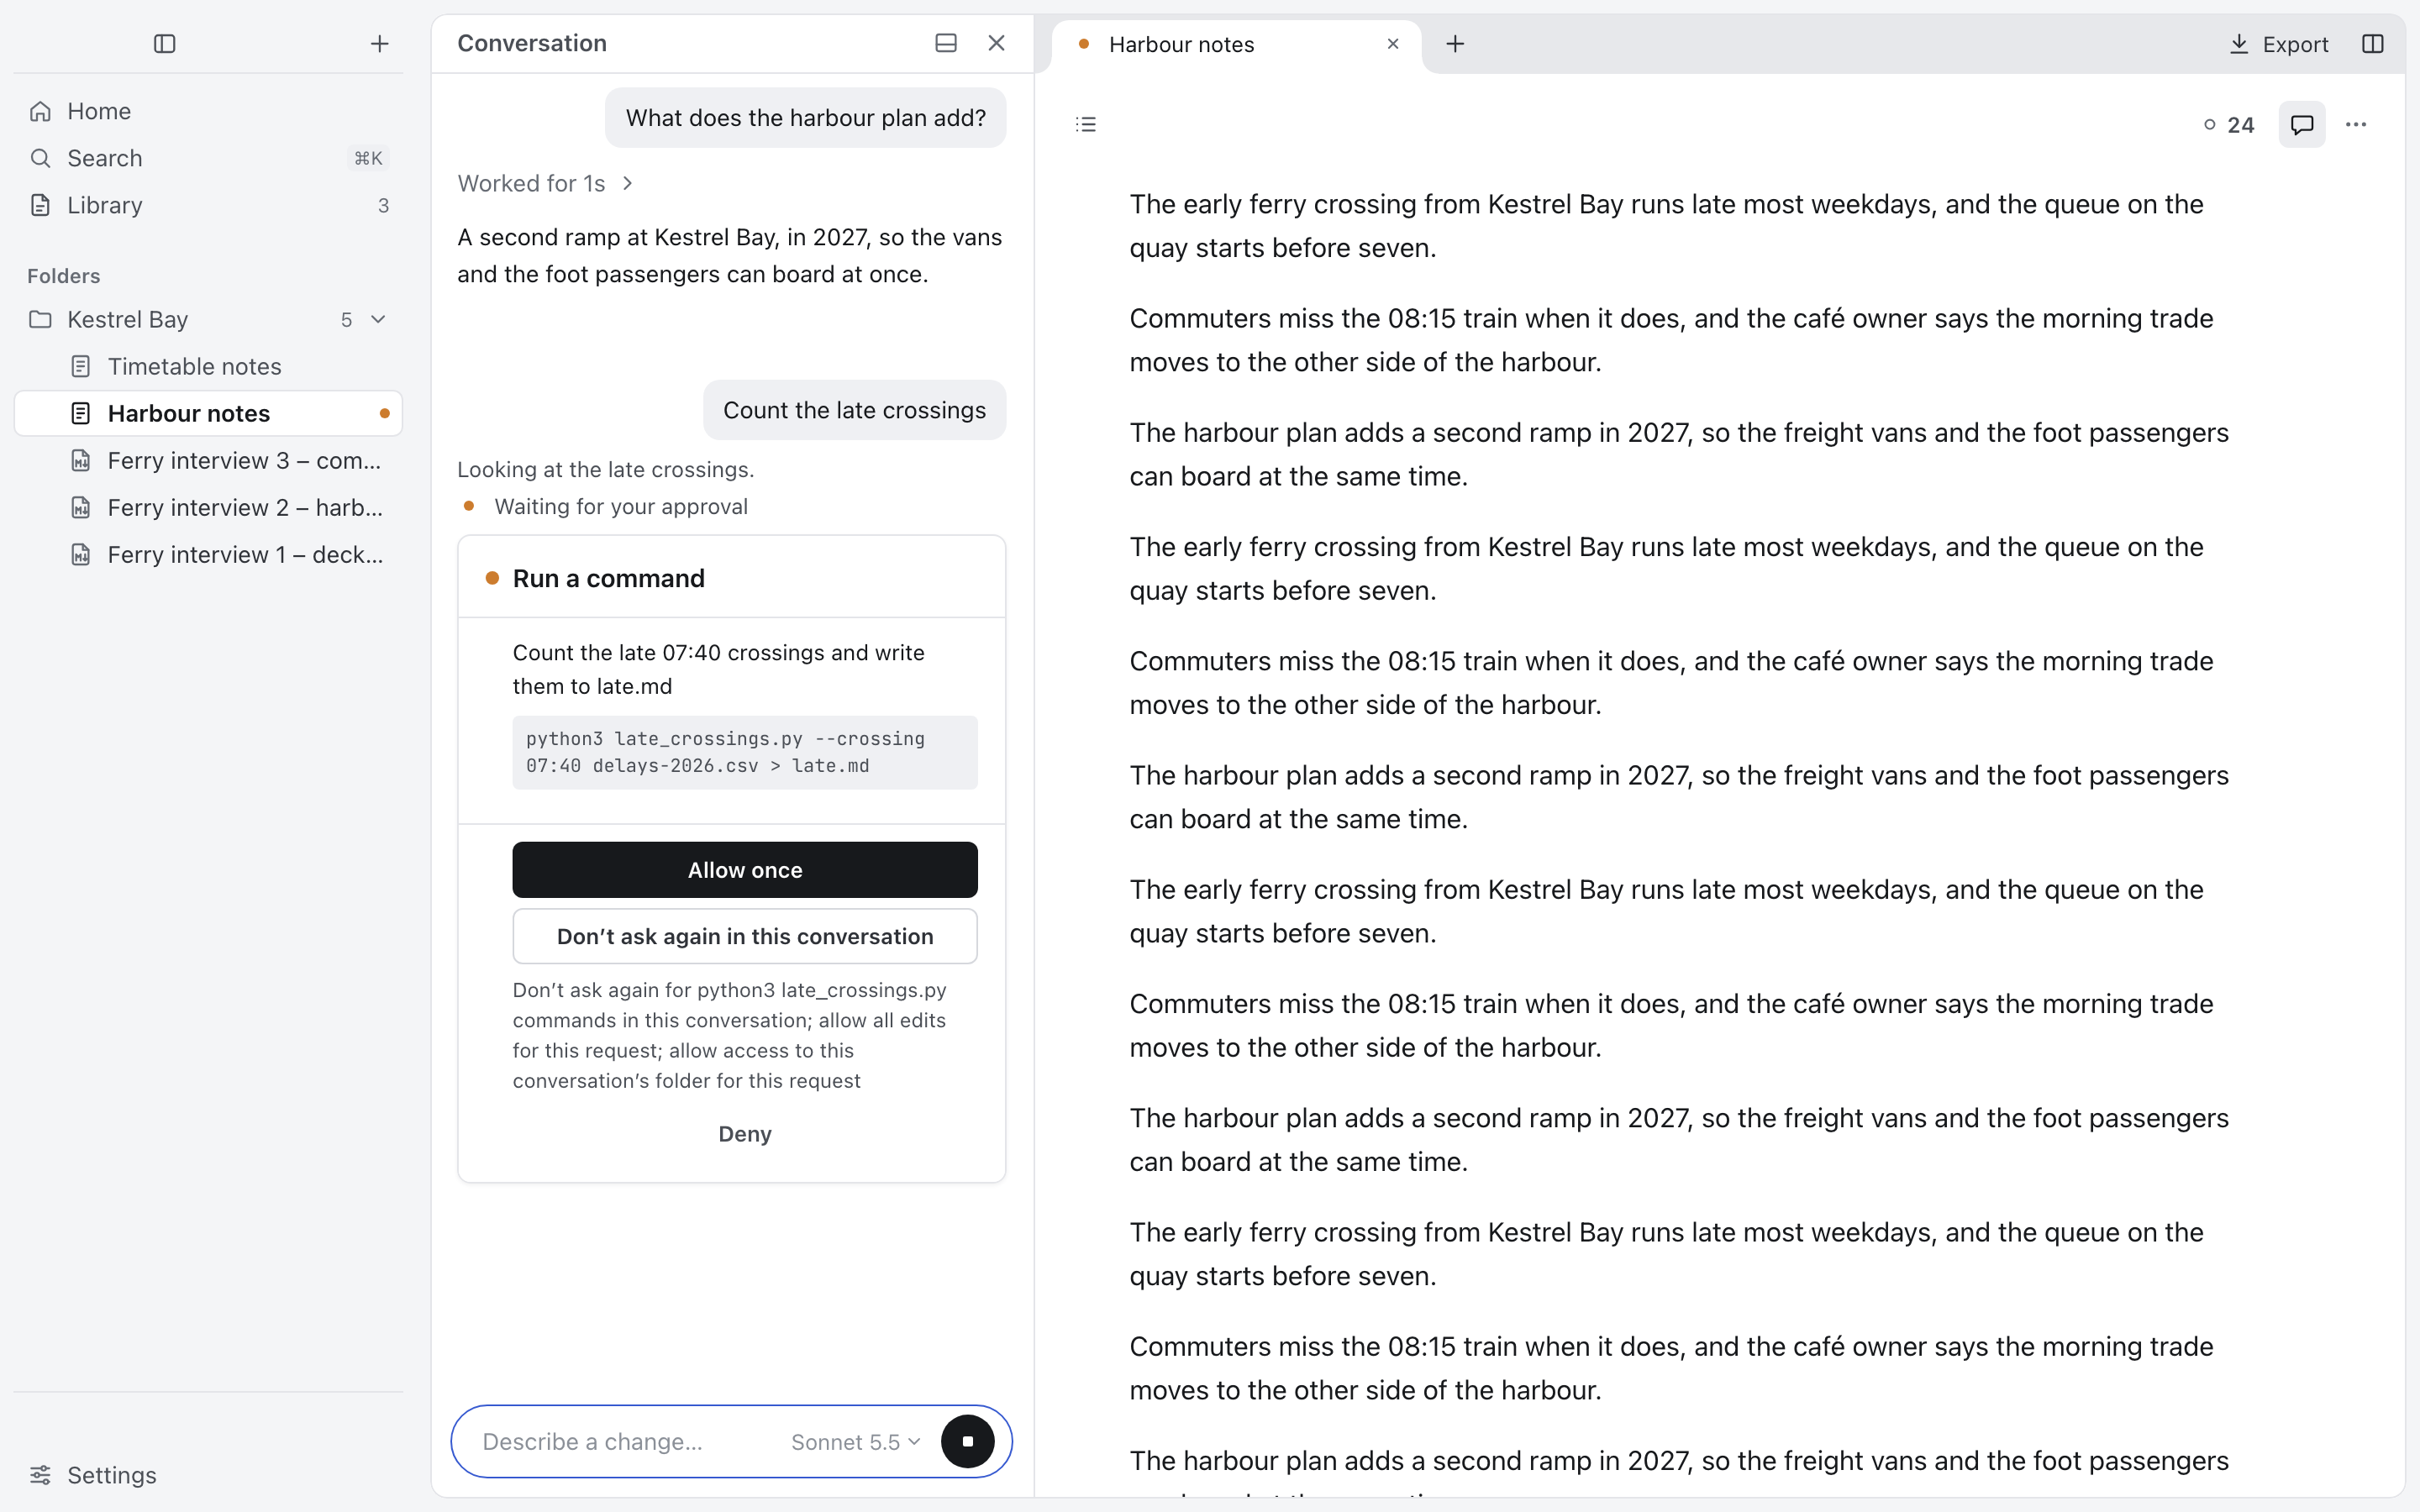 Home
Search
⌘K
Library
3
Folders
Kestrel Bay
5
Timetable notes
Harbour notes
Ferry interview 3 – com...
Ferry interview 2 – harb...
Ferry interview 1 – deck...
Settings
Conversation
What does the harbour plan add?
Worked for 1s
A second ramp at Kestrel Bay, in 2027, so the vans
and the foot passengers can board at once.
Count the late crossings
Looking at the late crossings.
Waiting for your approval
Run a command
Count the late 07:40 crossings and write
them to late.md
python3 late_crossings.py --crossing
07:40 delays-2026.csv > late.md
Allow once
Don’t ask again in this conversation
Don’t ask again for python3 late_crossings.py
commands in this conversation; allow all edits
for this request; allow access to this
conversation’s folder for this request
Deny
Describe a change...
Sonnet 5.5
Harbour notes
Export
24
The early ferry crossing from Kestrel Bay runs late most weekdays, and the queue on the
quay starts before seven.
Commuters miss the 08:15 train when it does, and the café owner says the morning trade
moves to the other side of the harbour.
The harbour plan adds a second ramp in 2027, so the freight vans and the foot passengers
can board at the same time.
The early ferry crossing from Kestrel Bay runs late most weekdays, and the queue on the
quay starts before seven.
Commuters miss the 08:15 train when it does, and the café owner says the morning trade
moves to the other side of the harbour.
The harbour plan adds a second ramp in 2027, so the freight vans and the foot passengers
can board at the same time.
The early ferry crossing from Kestrel Bay runs late most weekdays, and the queue on the
quay starts before seven.
Commuters miss the 08:15 train when it does, and the café owner says the morning trade
moves to the other side of the harbour.
The harbour plan adds a second ramp in 2027, so the freight vans and the foot passengers
can board at the same time.
The early ferry crossing from Kestrel Bay runs late most weekdays, and the queue on the
quay starts before seven.
Commuters miss the 08:15 train when it does, and the café owner says the morning trade
moves to the other side of the harbour.
The harbour plan adds a second ramp in 2027, so the freight vans and the foot passengers